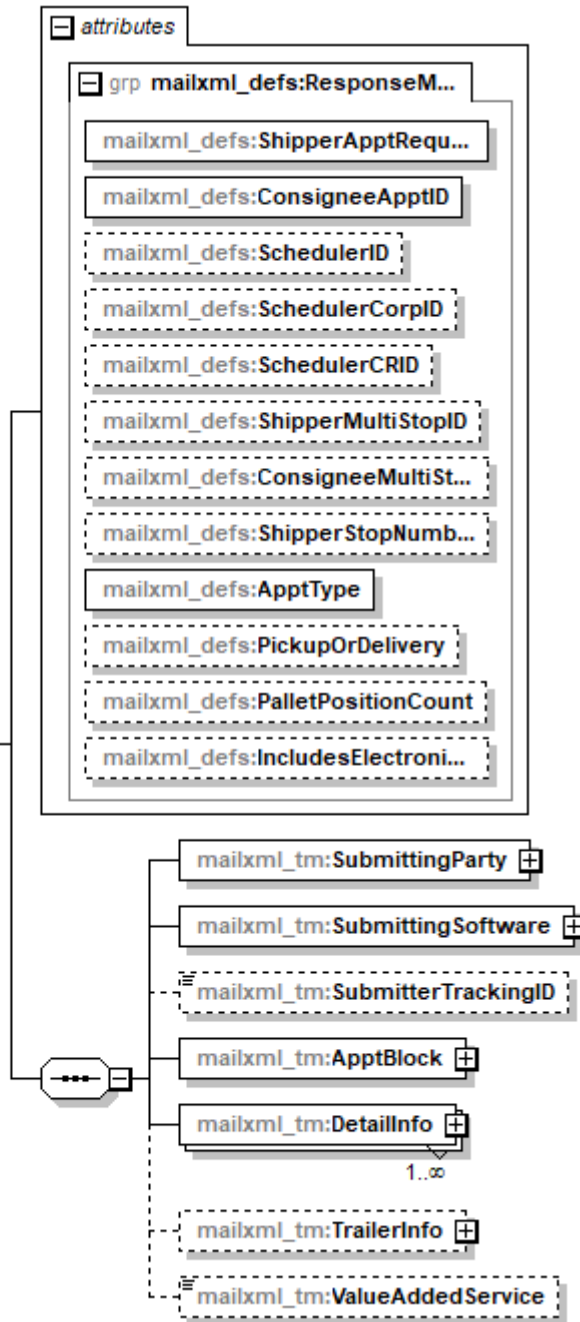 attributes
grp mailxml_defs:ResponseM...
mailxml_defs:ShipperApptRequ...
mailxml_defs:ConsigneeApptID
mailxml_defs:SchedulerID
mailxml_defs:SchedulerCorpID
mailxml_defs:SchedulerCRID
mailxml_defs:ShipperMultiStopID
mailxml_defs:ConsigneeMultiSt...
mailxml_defs:ShipperStopNumb...
mailxml_defs:ApptType
mailxml_defs:PickupOrDelivery
mailxml_defs:PalletPositionCount
mailxml_defs:IncludesElectroni...
mailxml_tm:SubmittingParty
mailxml_tm:SubmittingSoftware
mailxml_tm:SubmitterTrackingID
mailxml_tm:ApptBlock
mailxml_tm:DetailInfo
1..∞
mailxml_tm:TrailerInfo
mailxml_tm:ValueAddedService